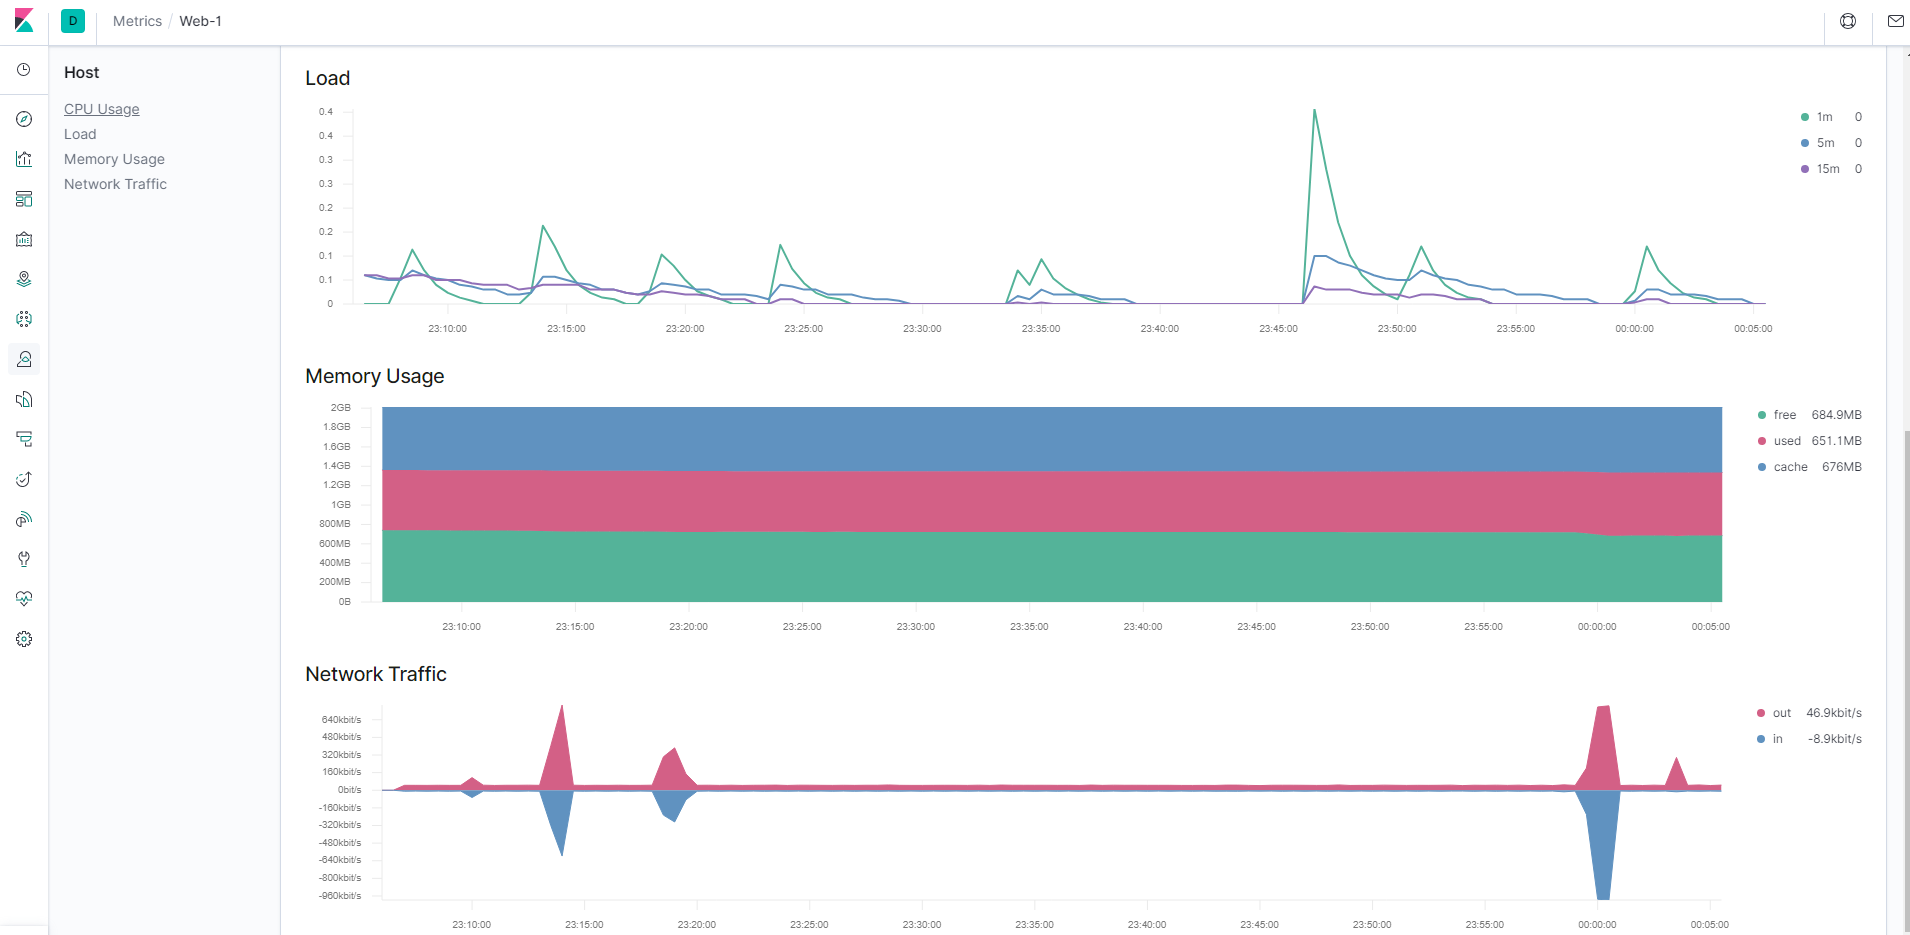 D Metrics / Web-1
Host
CPU Usage
Load
Memory Usage
Network Traffic
Load
0.4
0.4
0.3
0.3
0.2
0.2
0.1
0.1
0
23:10:00 23:15:00 23:20:00 23:25:00 23:30:00 23:35:00 23:40:00 23:45:00 23:50:00 23:55:00 00:00:00 00:05:00
1m 0
5m 0
15m 0
Memory Usage
2GB
1.8GB
1.6GB
1.4GB
1.2GB
1GB
800MB
600MB
400MB
200MB
0B
23:10:00 23:15:00 23:20:00 23:25:00 23:30:00 23:35:00 23:40:00 23:45:00 23:50:00 23:55:00 00:00:00 00:05:00
free 684.9MB
used 651.1MB
cache 676MB
Network Traffic
640kbit/s
480kbit/s
320kbit/s
160kbit/s
0bit/s
-160kbit/s
-320kbit/s
-480kbit/s
-640kbit/s
-800kbit/s
-960kbit/s
23:10:00 23:15:00 23:20:00 23:25:00 23:30:00 23:35:00 23:40:00 23:45:00 23:50:00 23:55:00 00:00:00 00:05:00
out 46.9kbit/s
in -8.9kbit/s